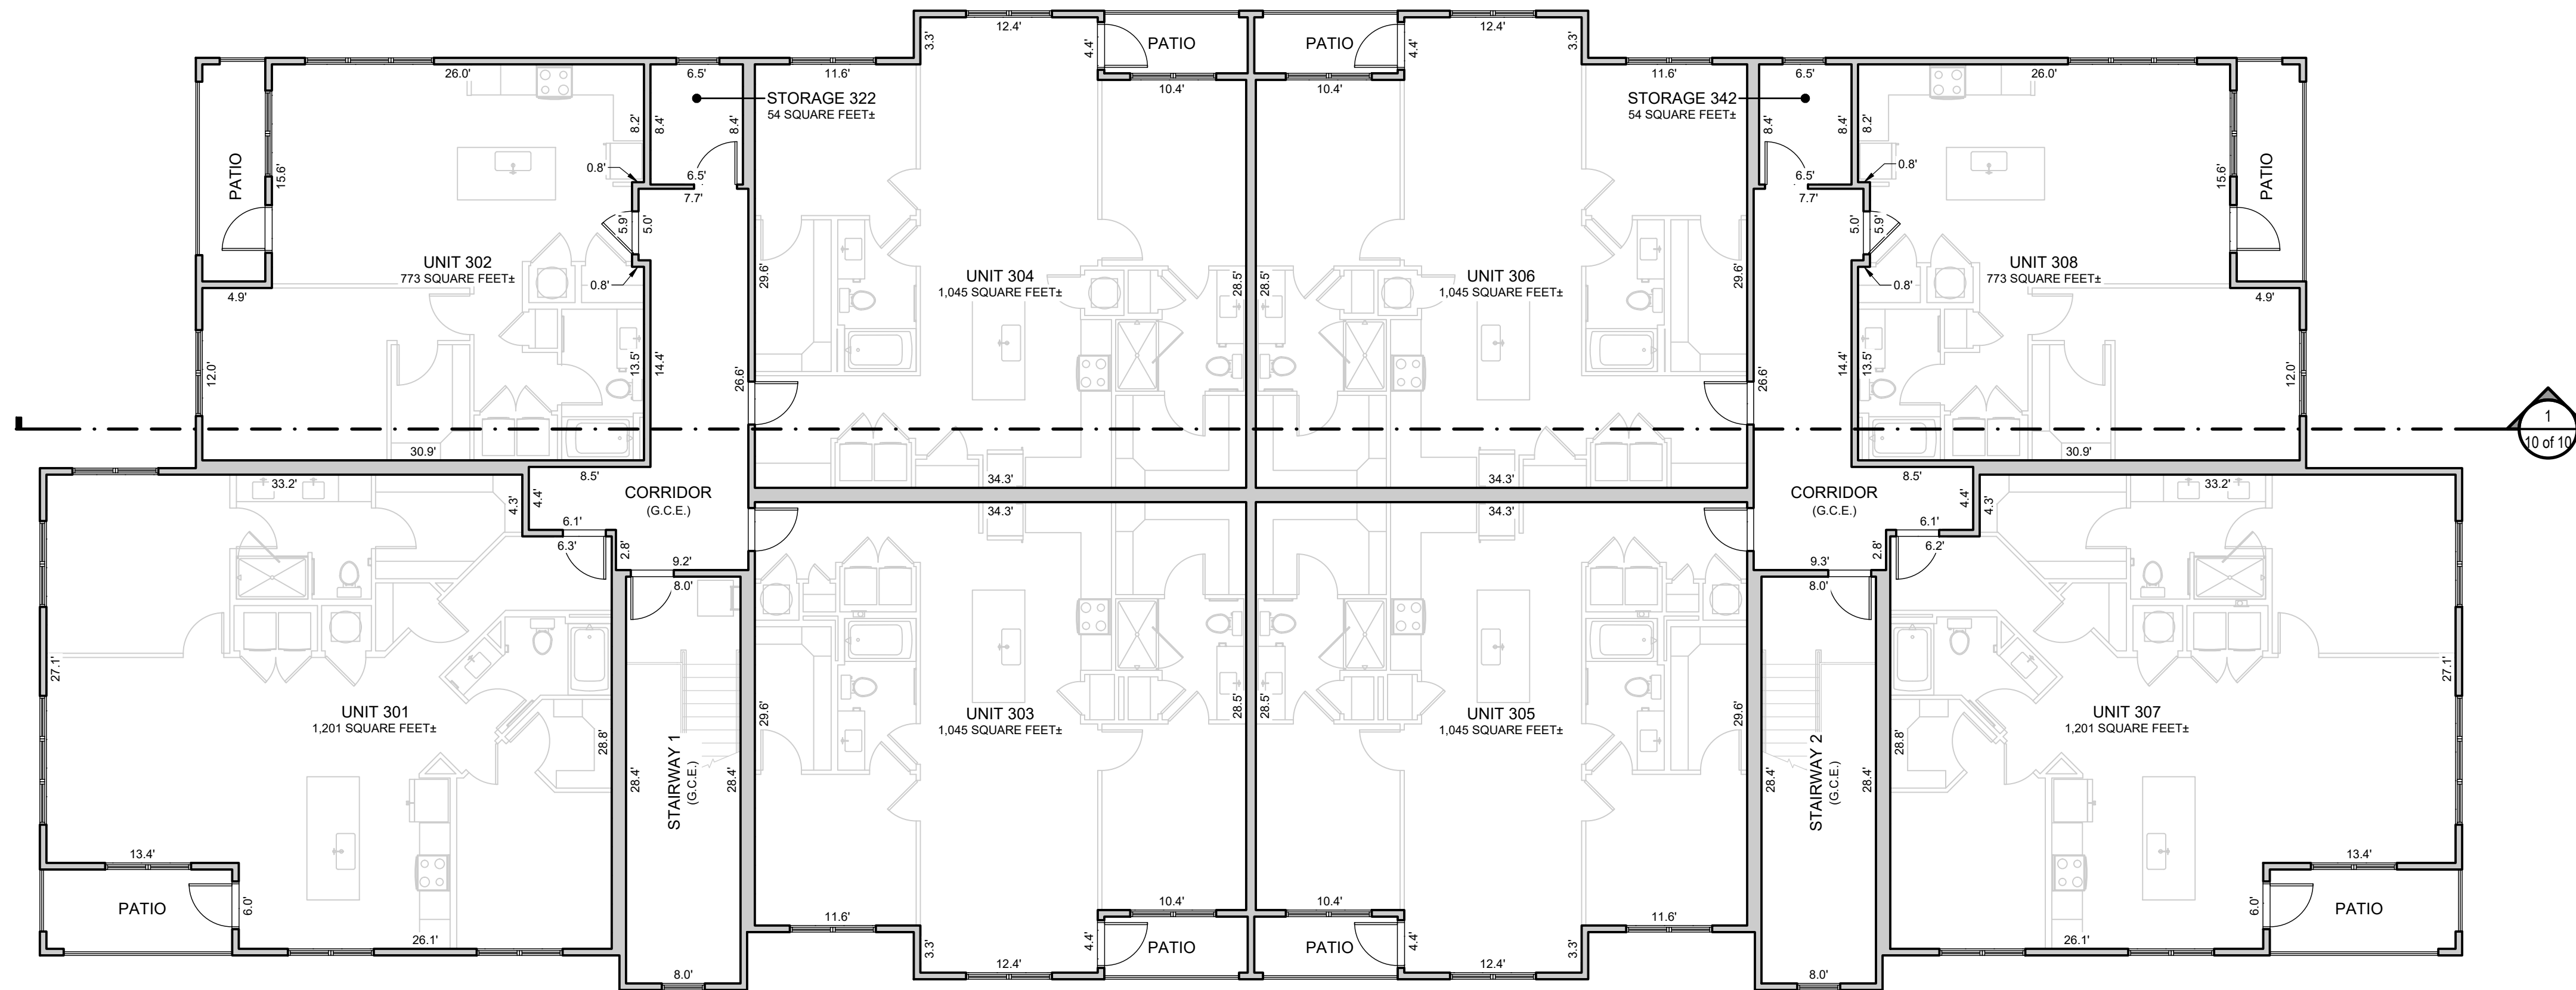 12.4'
12.4'
3.3'
4.4'
PATIO
PATIO
4.4'
3.3'
26.0'
6.5'
11.6'
10.4'
10.4'
11.6'
6.5'
26.0'
STORAGE 322
54 SQUARE FEET±
STORAGE 342
54 SQUARE FEET±
8.2'
8.4'
8.4'
8.4'
8.4'
8.2'
PATIO
15.6'
0.8'
6.5'
7.7'
6.5'
7.7'
0.8'
15.6'
PATIO
5.9'
5.0'
5.0'
5.9'
UNIT 302
773 SQUARE FEET±
0.8'
29.6'
UNIT 304
1,045 SQUARE FEET±
28.5'
28.5'
UNIT 306
1,045 SQUARE FEET±
29.6'
0.8'
UNIT 308
773 SQUARE FEET±
4.9'
4.9'
12.0'
13.5'
14.4'
26.6'
26.6'
14.4'
13.5'
12.0'
1
10 of 10
30.9'
30.9'
33.2'
8.5'
34.3'
34.3'
8.5'
33.2'
4.3'
4.4'
CORRIDOR
(G.C.E.)
CORRIDOR
(G.C.E.)
4.4'
4.3'
34.3'
34.3'
6.1'
6.3'
2.8'
9.2'
8.0'
6.1'
6.2'
2.8'
9.3'
8.0'
27.1'
27.1'
UNIT 301
1,201 SQUARE FEET±
28.8'
28.4'
STAIRWAY 1
(G.C.E.)
28.4'
29.6'
UNIT 303
1,045 SQUARE FEET±
28.5'
28.5'
UNIT 305
1,045 SQUARE FEET±
29.6'
28.4'
STAIRWAY 2
(G.C.E.)
28.4'
28.8'
UNIT 307
1,201 SQUARE FEET±
13.4'
13.4'
PATIO
6.0'
26.1'
11.6'
10.4'
10.4'
11.6'
3.3'
4.4'
PATIO
PATIO
4.4'
3.3'
6.0'
PATIO
26.1'
8.0'
12.4'
12.4'
8.0'